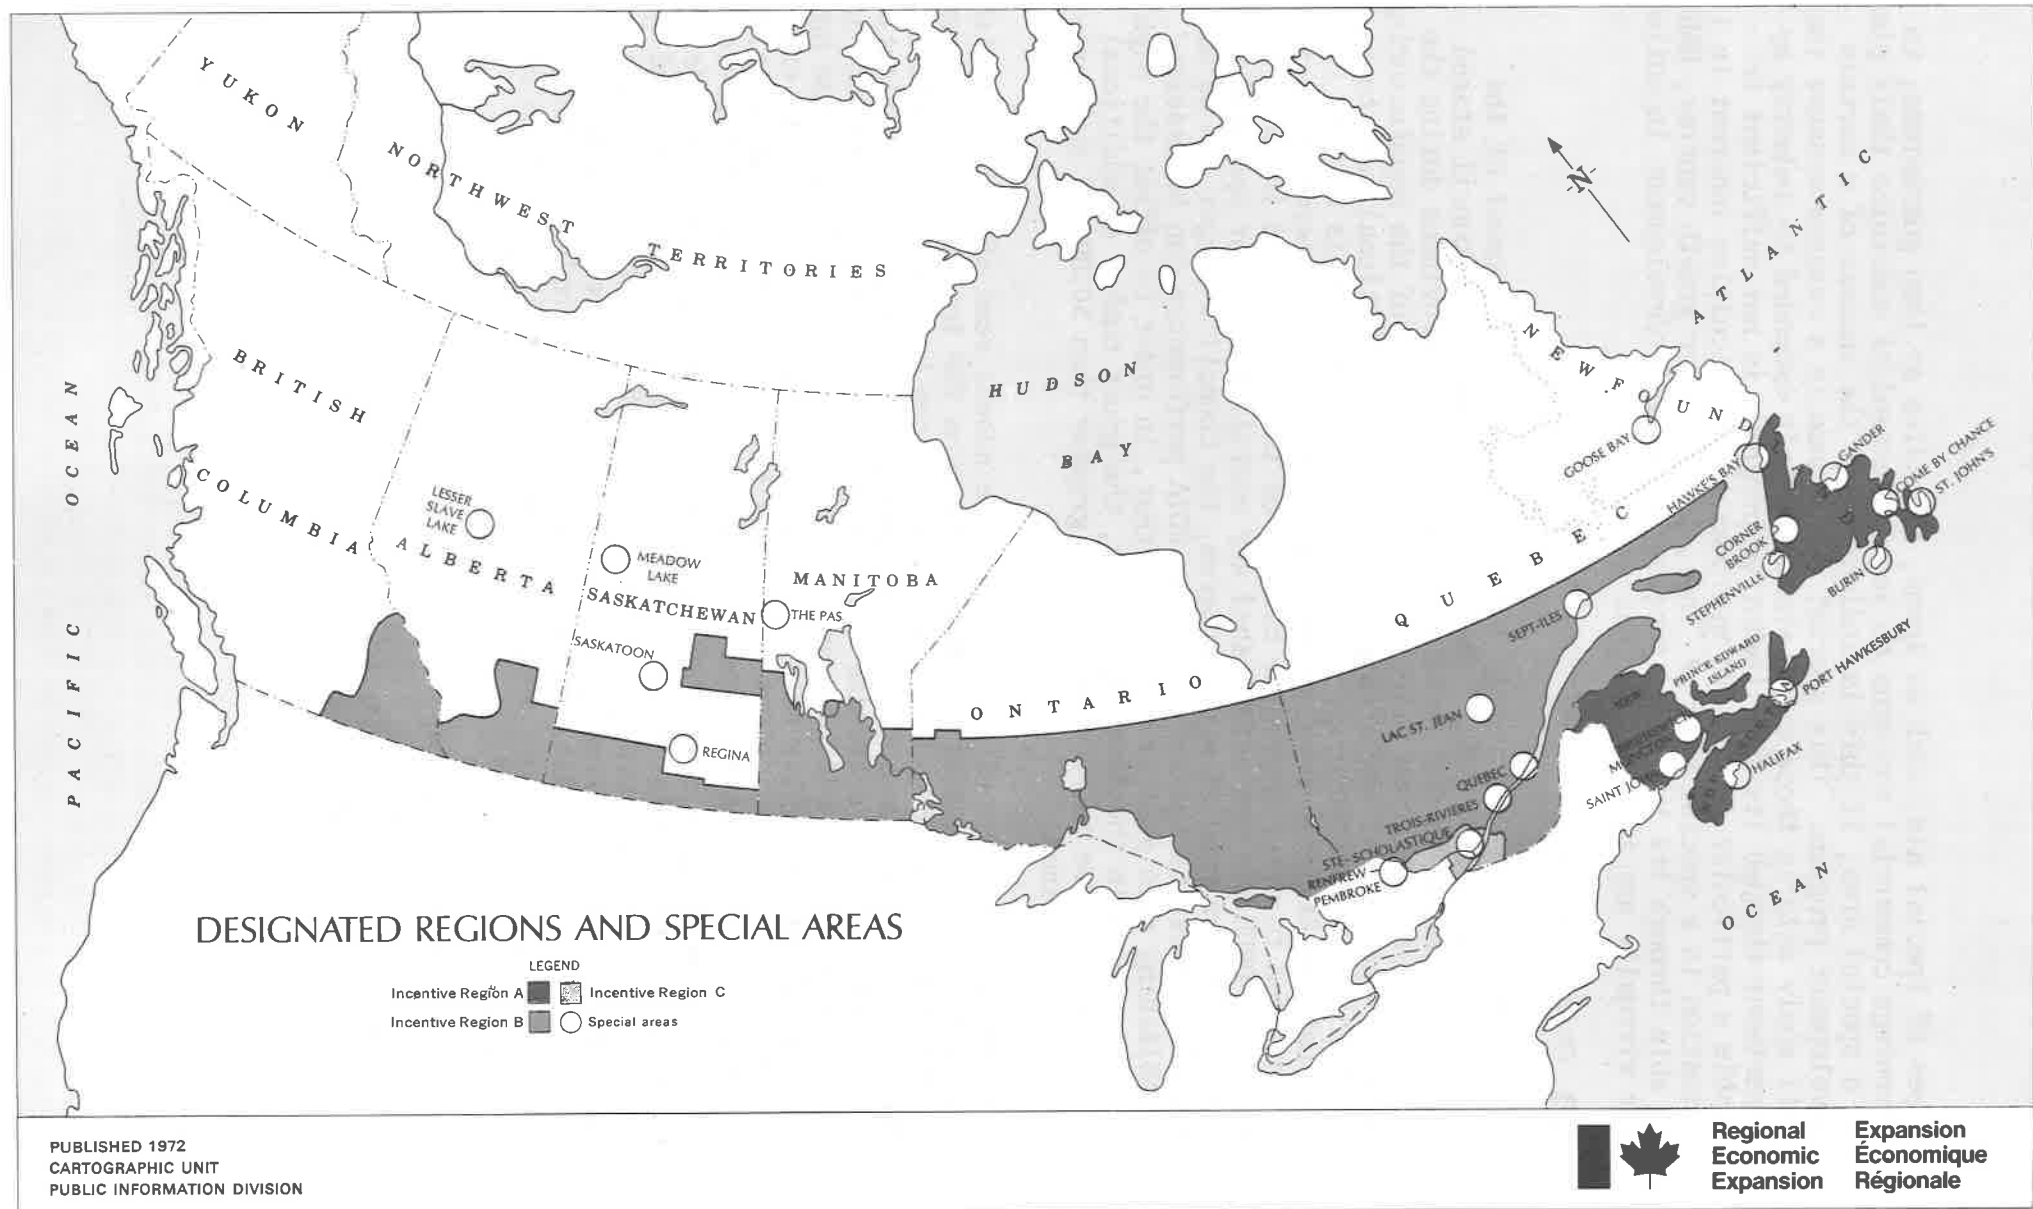 YUKON
NORTHWEST
TERRITORIES
ATLANTIC
N
BRITISH
COLUMBIA
PACIFIC OCEAN
HUDSON
BAY
NEWFOUND
GOOSE BAY
HAWKE'S BAY
GANDER
COME BY CHANCE
ST. JOHN'S
LESSER
SLAVE
LAKE
ALBERTA
MEADOW
LAKE
SASKATCHEWAN
MANITOBA
THE PAS
SASKATOON
REGINA
ONTARIO
QUEBEC
CORNER
BROOK
STEPHENVILLE
BURIN
SEPT-ILES
PRINCE EDWARD
ISLAND
PORT HAWKESBURY
LAC ST. JEAN
HALIFAX
SAINT JOHN
QUEBEC
TROIS-RIVIÈRES
STE-SCHOLASTIQUE
RENFREW
PEMBROKE
OCEAN
DESIGNATED REGIONS AND SPECIAL AREAS
LEGEND
Incentive Region A
Incentive Region C
Incentive Region B
Special areas
PUBLISHED 1972
CARTOGRAPHIC UNIT
PUBLIC INFORMATION DIVISION
Regional
Economic
Expansion
Expansion
Économique
Régionale